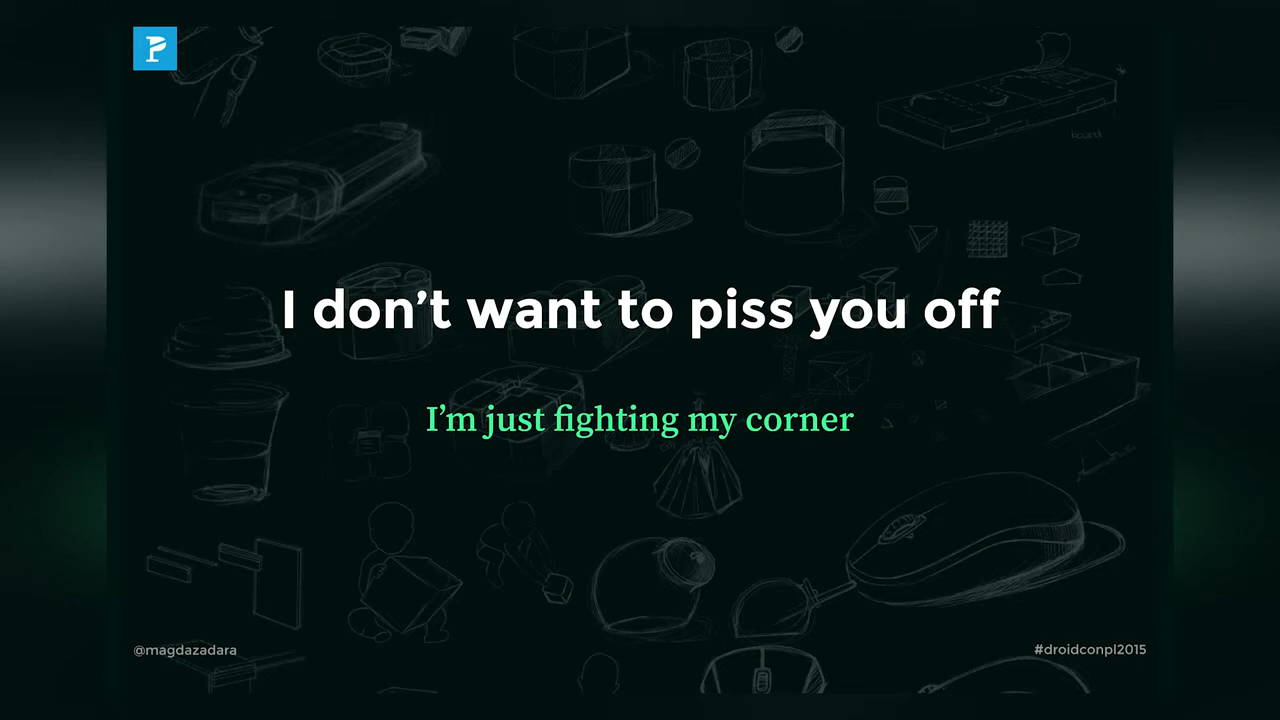 I don’t want to piss you off
I’m just fighting my corner
@magdazadara
#droidconpl2015